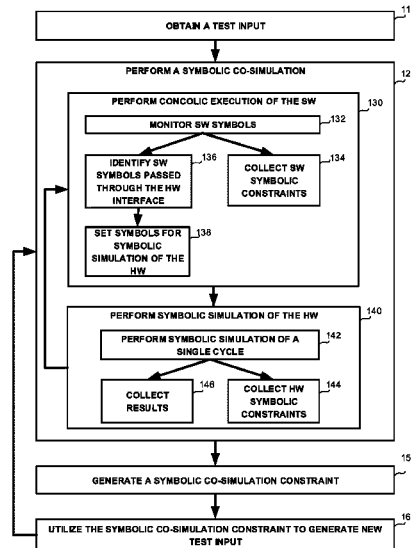 11
OBTAIN A TEST INPUT
12
PERFORM A SYMBOLIC CO-SIMULATION
130
PERFORM CONCOLIC EXECUTION OF THE SW
132
MONITOR SW SYMBOLS
136
IDENTIFY SW
SYMBOLS PASSED
THROUGH THE HW
INTERFACE
134
COLLECT SW
SYMBOLIC
CONSTRAINTS
138
SET SYMBOLS FOR
SYMBOLIC
SIMULATION OF THE
HW
140
PERFORM SYMBOLIC SIMULATION OF THE HW
142
PERFORM SYMBOLIC SIMULATION OF A
SINGLE CYCLE
146
COLLECT
RESULTS
144
COLLECT HW
SYMBOLIC
CONSTRAINTS
15
GENERATE A SYMBOLIC CO-SIMULATION CONSTRAINT
16
UTILIZE THE SYMBOLIC CO-SIMULATION CONSTRAINT TO GENERATE NEW
TEST INPUT